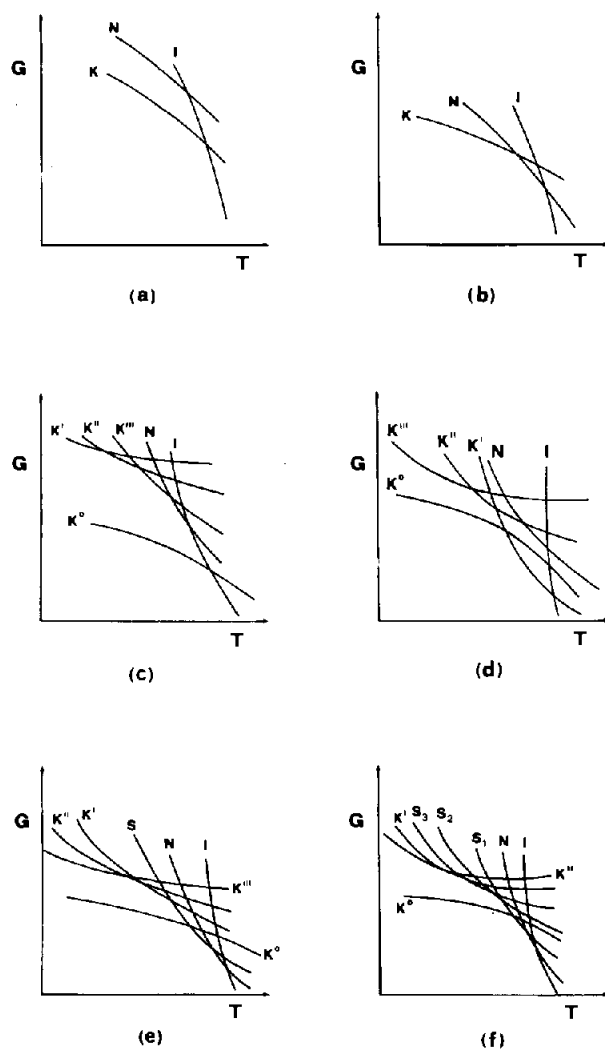 N I
G
K
T
(a)
N I
K
G
T
(b)
K' K" K"' N I
G
K°
T
(c)
K"' K" K' N I
G
K°
T
(d)
K" K' S N I
G
K"'
K°
T
(e)
K' S₃ S₂ S₁ N I
G
K"
K°
T
(f)